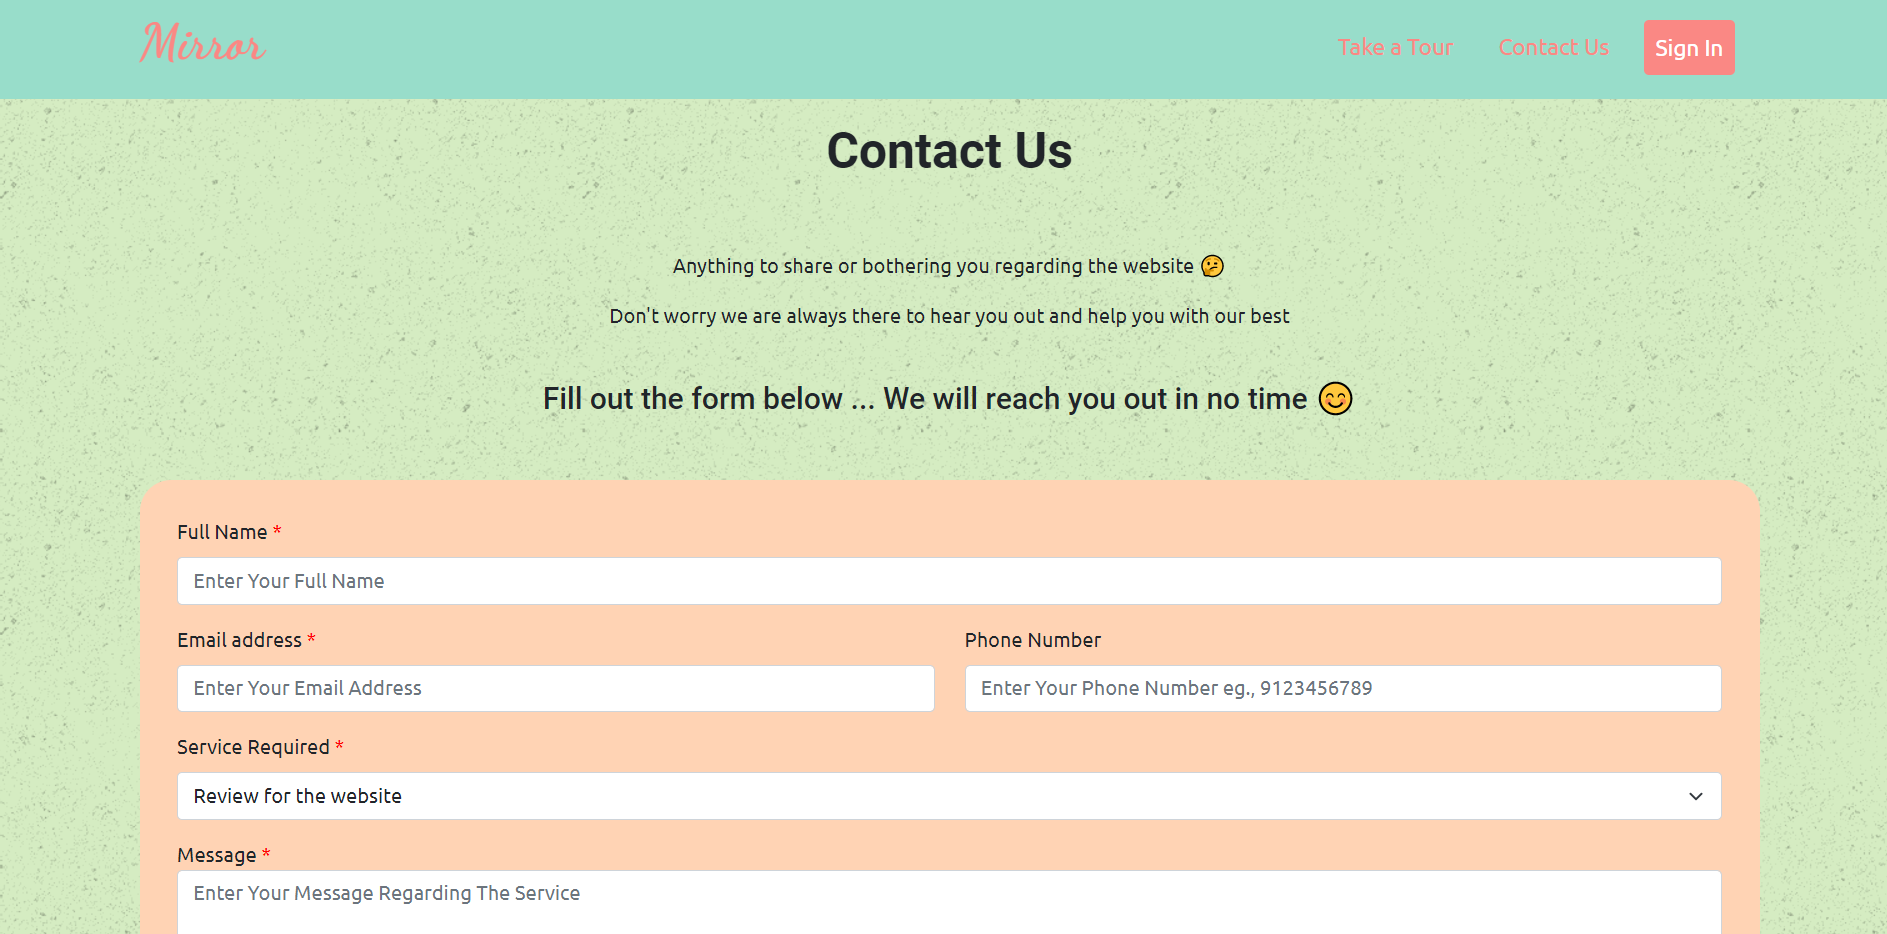 Mirror
Take a Tour
Contact Us
Sign In
Contact Us
Anything to share or bothering you regarding the website 🤔
Don't worry we are always there to hear you out and help you with our best
Fill out the form below ... We will reach you out in no time 😊
Full Name *
Enter Your Full Name
Email address *
Phone Number
Enter Your Email Address
Enter Your Phone Number eg., 9123456789
Service Required *
Review for the website
Message *
Enter Your Message Regarding The Service